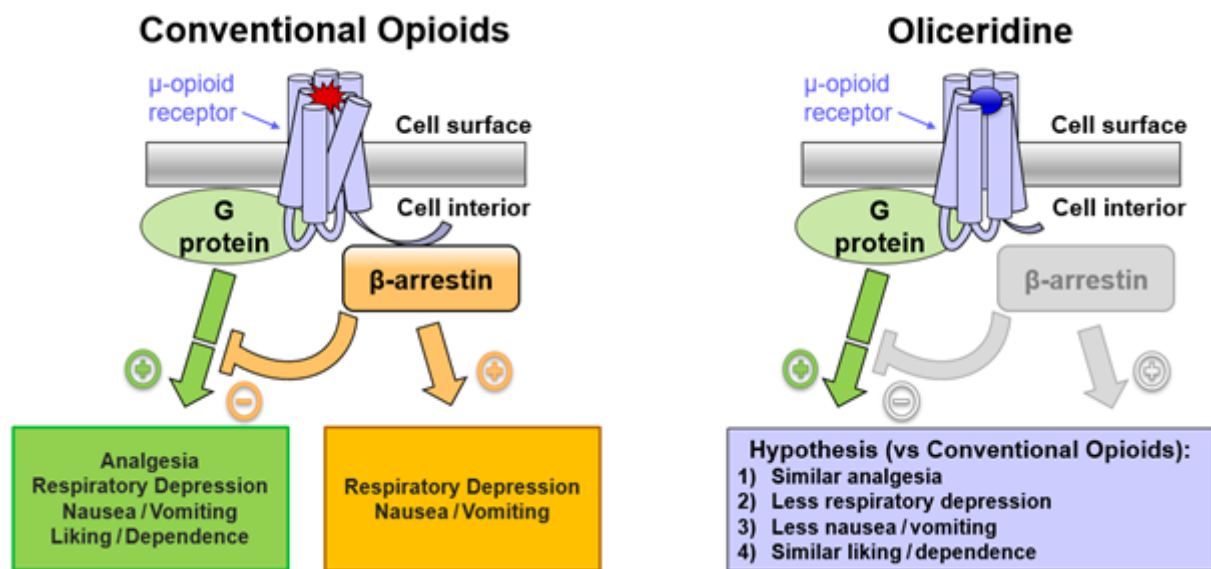 Conventional Opioids
μ-opioid
receptor
Cell surface
Cell interior
G
protein
β-arrestin
+
−
+
Analgesia
Respiratory Depression
Nausea / Vomiting
Liking / Dependence
Respiratory Depression
Nausea / Vomiting
Oliceridine
μ-opioid
receptor
Cell surface
Cell interior
G
protein
β-arrestin
+
−
+
Hypothesis (vs Conventional Opioids):
1) Similar analgesia
2) Less respiratory depression
3) Less nausea / vomiting
4) Similar liking / dependence